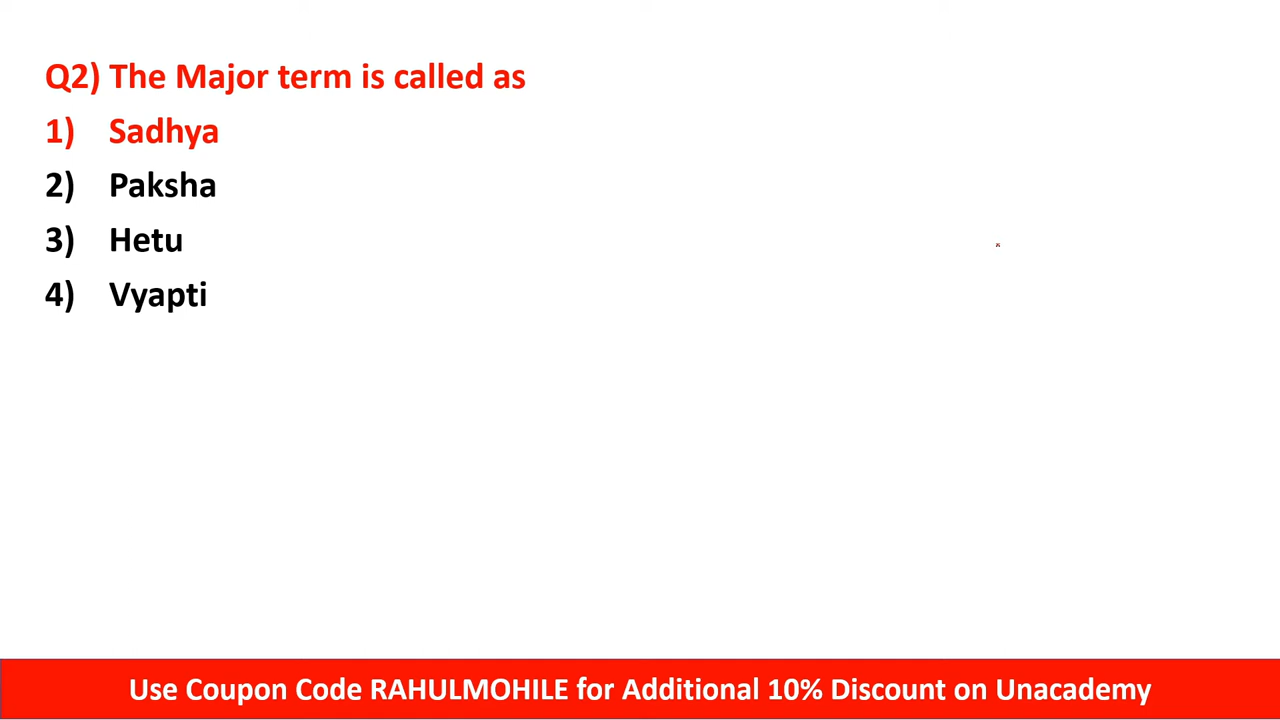 Q2) The Major term is called as
1) Sadhya
2) Paksha
3) Hetu
4) Vyapti
Use Coupon Code RAHULMOHILE for Additional 10% Discount on Unacademy